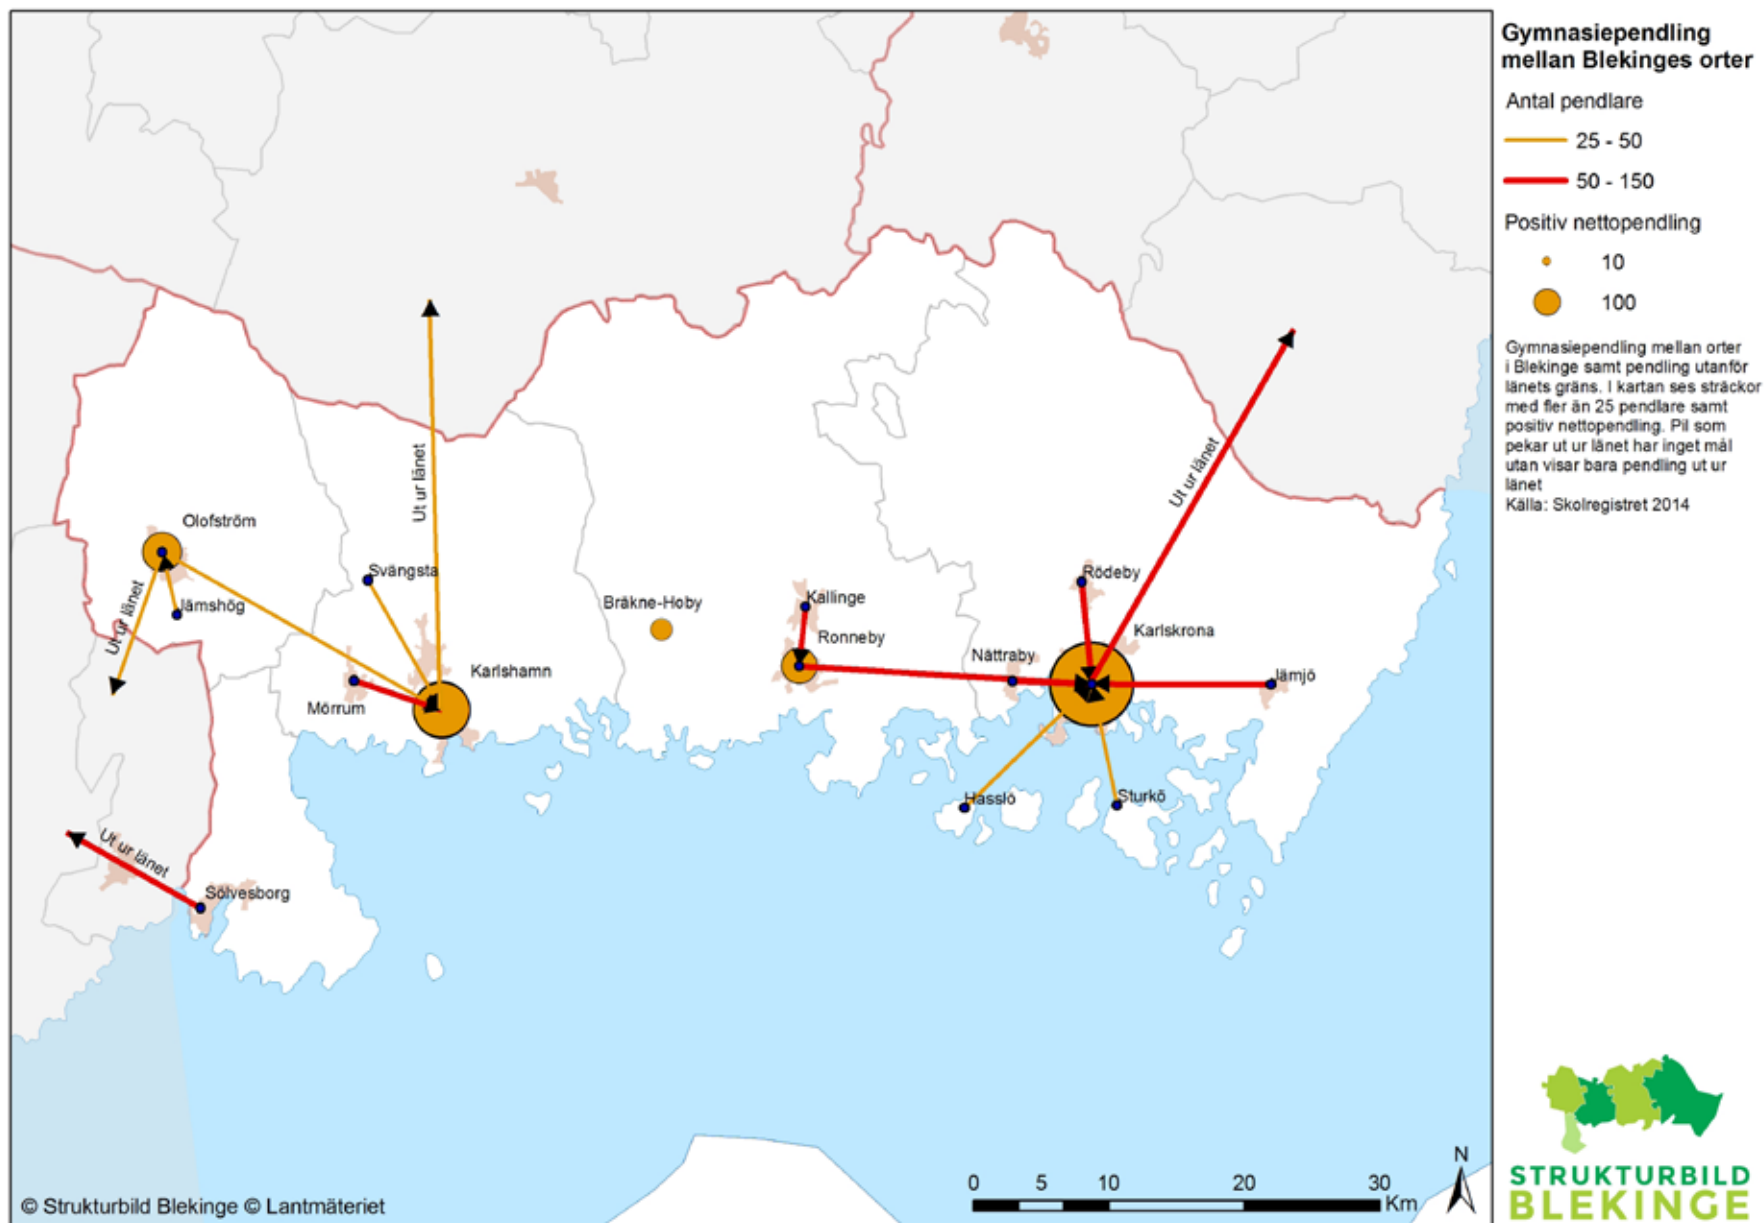 Gymnasiependling
mellan Blekinges orter
Antal pendlare
25 - 50
50 - 150
Positiv nettopendling
10
100
Gymnasiependling mellan orter
i Blekinge samt pendling utanför
länets gräns. I kartan ses sträckor
med fler än 25 pendlare samt
positiv nettopendling. Pil som
pekar ut ur länet har inget mål
utan visar bara pendling ut ur
länet
Källa: Skolregistret 2014
Ut ur länet
Ut ur länet
Olofström
Svängsta
Rödeby
Jämshög
Ut ur länet
Bräkne-Hoby
Kallinge
Ronneby
Karlskrona
Nättraby
Karlshamn
Jämjö
Mörrum
Hasslö
Sturkö
Ut ur länet
Sölvesborg
N
0 5 10 20 30
Km
© Strukturbild Blekinge © Lantmäteriet
STRUKTURBILD
BLEKINGE